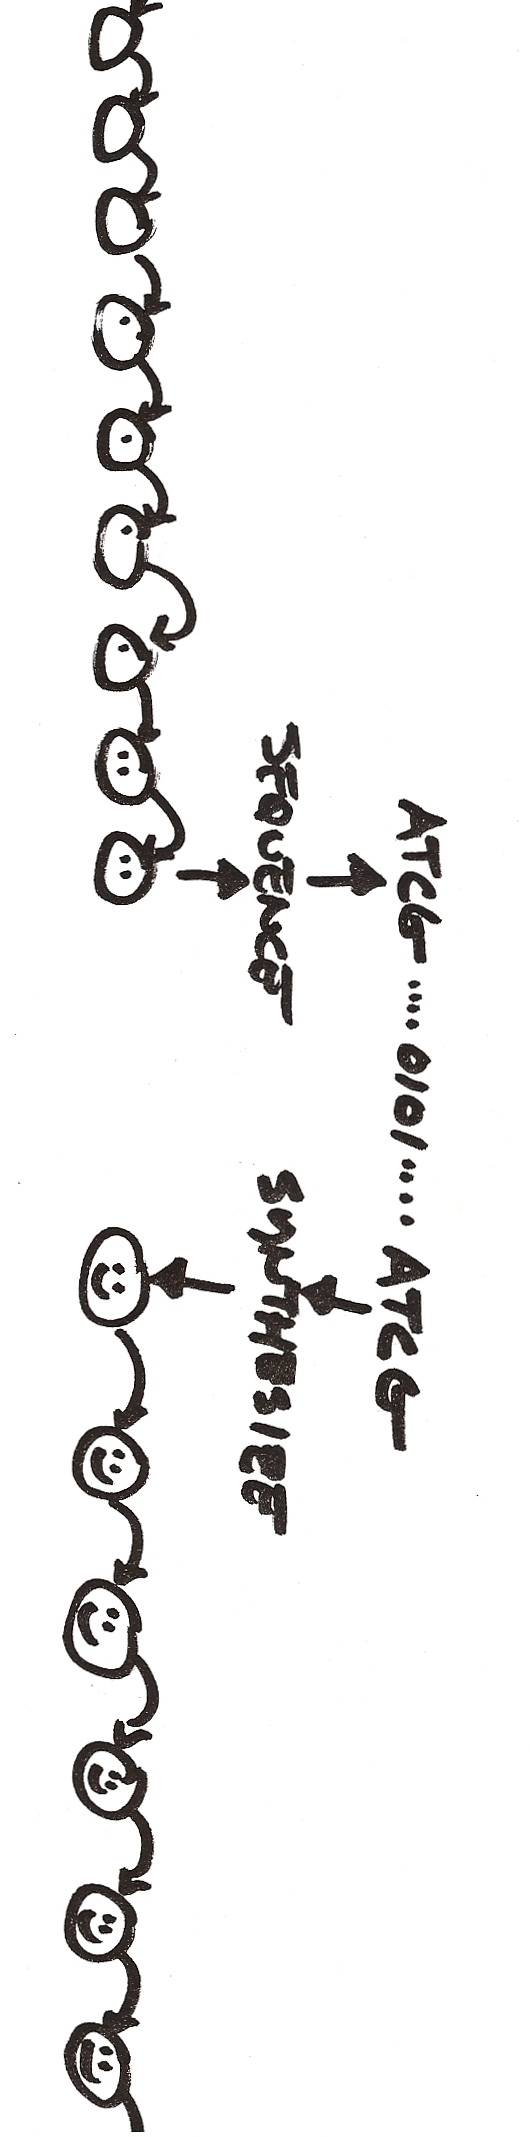 ATCG ....0101.... ATCG
SEQUENCE SYNTHESIZE